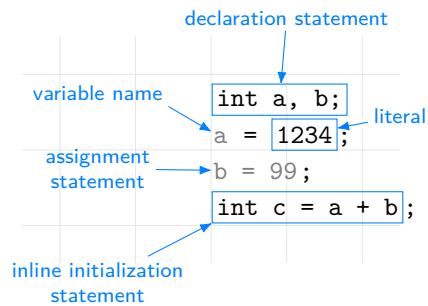 declaration statement
int a, b;
variable name
a = 1234;
literal
assignment
statement
b = 99;
int c = a + b;
inline initialization
statement